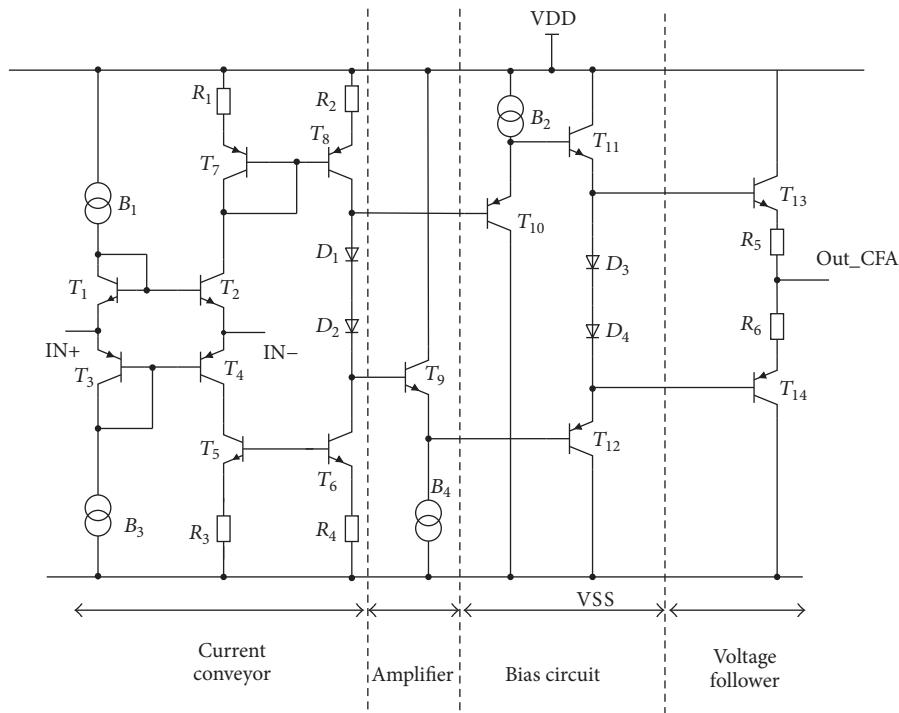 VDD
R1
R2
B2
T8
T7
T11
B1
T13
T10
R5
D1
D3
Out_CFA
T1
T2
D2
D4
R6
IN+
IN−
T3
T4
T9
T14
T5
T12
T6
B4
B3
R3
R4
VSS
Current
conveyor
Amplifier
Bias circuit
Voltage
follower